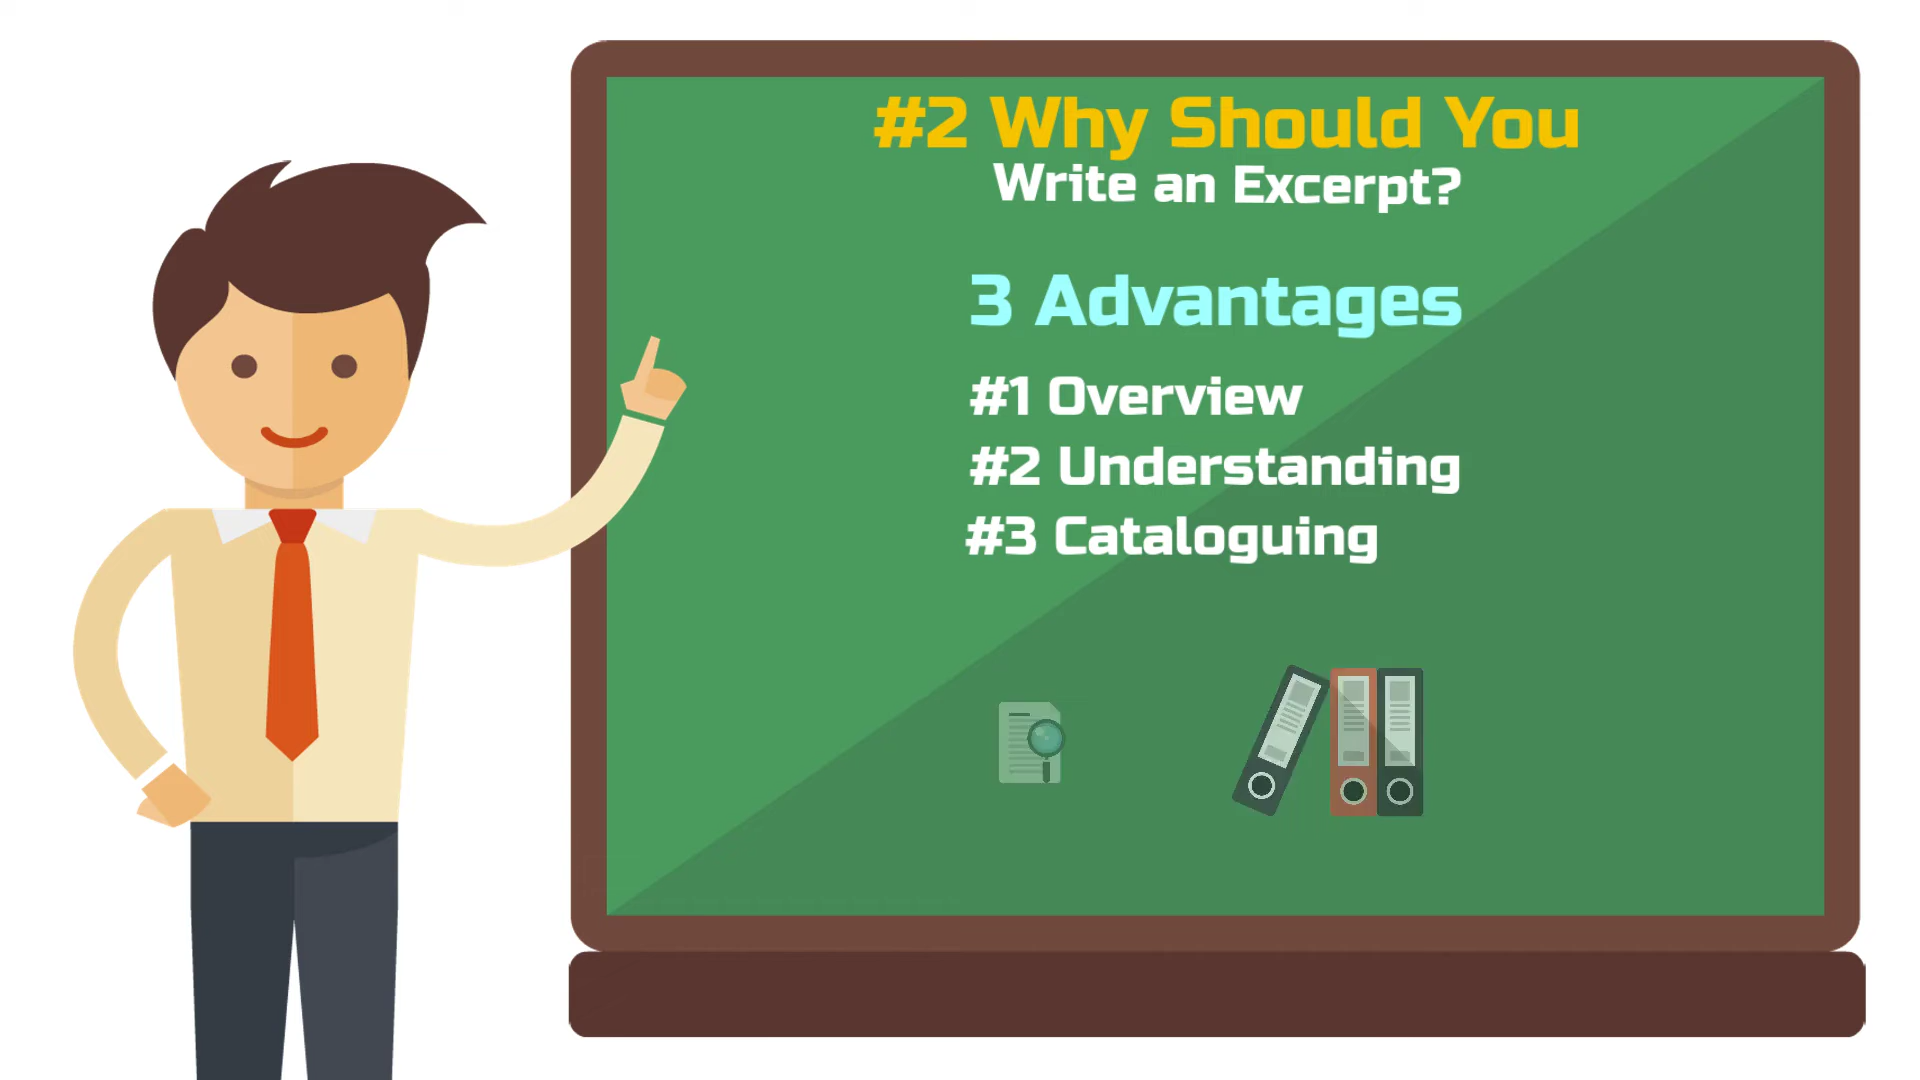 #2 Why Should You
Write an Excerpt?
3 Advantages
#1 Overview
#2 Understanding
#3 Cataloguing